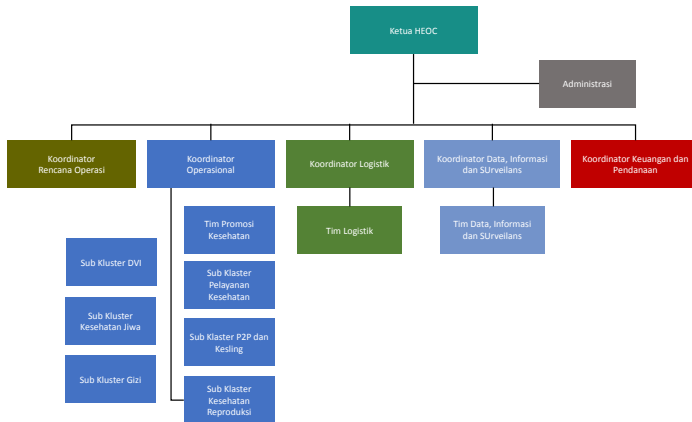 Ketua HEOC
Administrasi
Koordinator
Rencana Operasi
Koordinator
Operasional
Koordinator Logistik
Koordinator Data, Informasi
dan SUrveilans
Koordinator Keuangan dan
Pendanaan
Tim Promosi
Kesehatan
Tim Logistik
Tim Data, Informasi
dan SUrveilans
Sub Kluster DVI
Sub Klaster
Pelayanan
Kesehatan
Sub Kluster
Kesehatan Jiwa
Sub Klaster P2P dan
Kesling
Sub Kluster Gizi
Sub Klaster
Kesehatan
Reproduksi